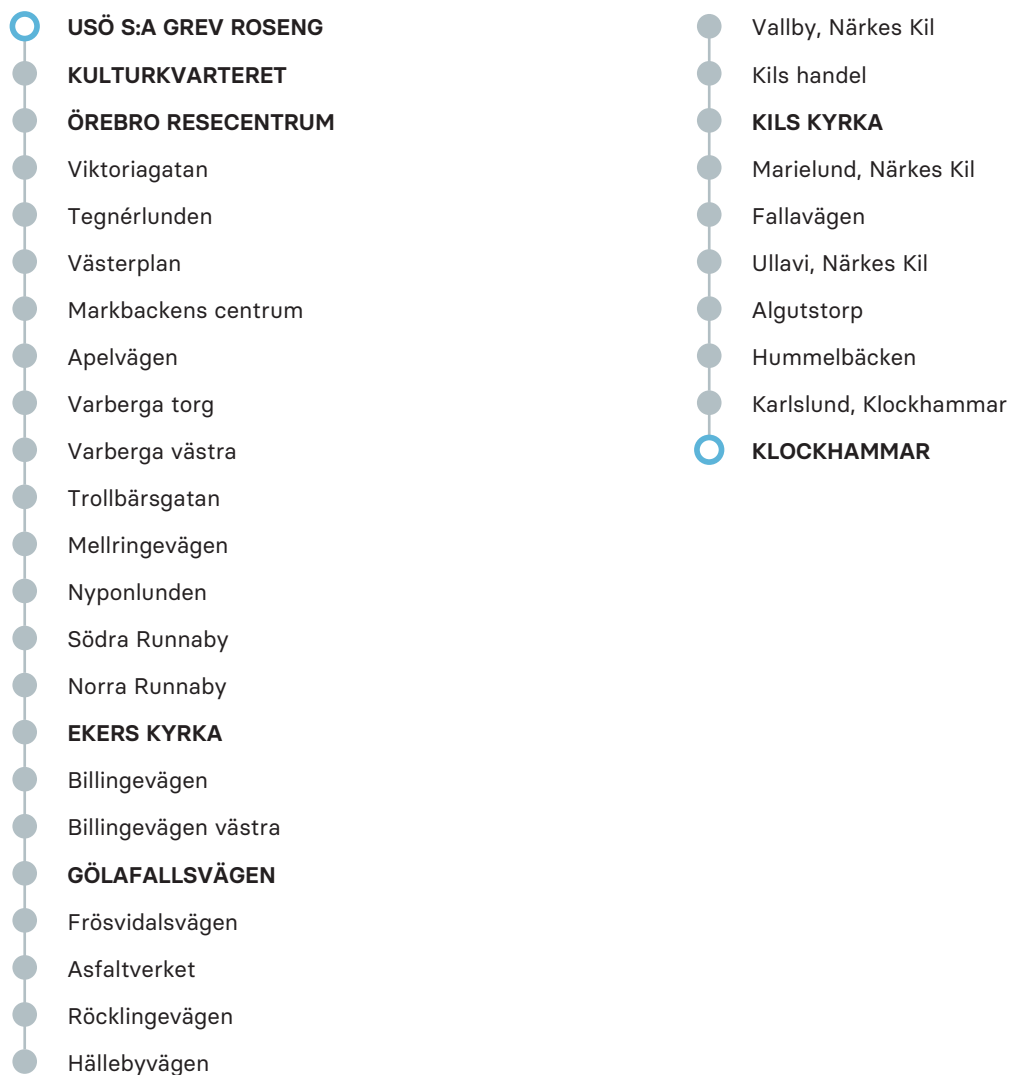 USÖ S:A GREV ROSENG
KULTURKVARTERET
ÖREBRO RESECENTRUM
Viktoriagatan
Tegnérlunden
Västerplan
Markbackens centrum
Apelvägen
Varberga torg
Varberga västra
Trollbärsgatan
Mellringevägen
Nyponlunden
Södra Runnaby
Norra Runnaby
EKERS KYRKA
Billingevägen
Billingevägen västra
GÖLAFALLSVÄGEN
Frösvidalsvägen
Asfaltverket
Röcklingevägen
Hällebyvägen
Vallby, Närkes Kil
Kils handel
KILS KYRKA
Marielund, Närkes Kil
Fallavägen
Ullavi, Närkes Kil
Algutstorp
Hummelbäcken
Karlslund, Klockhammar
KLOCKHAMMAR